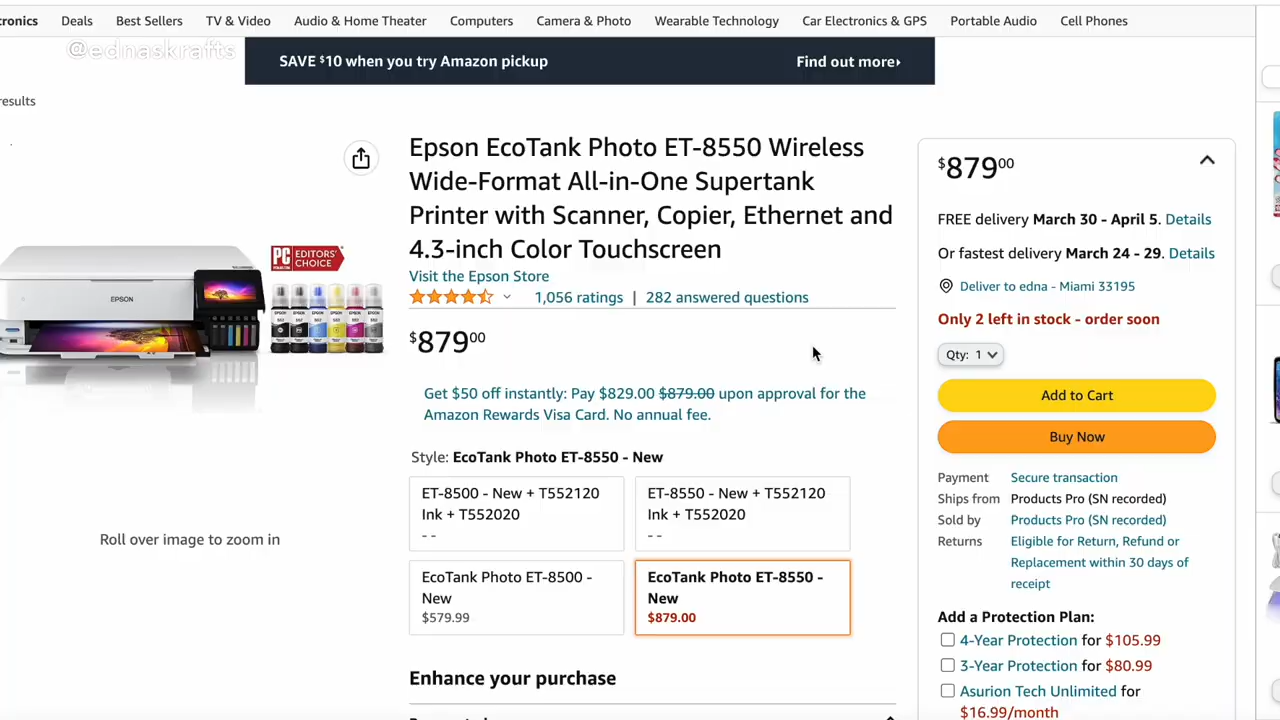 ronics Deals Best Sellers TV & Video Audio & Home Theater Computers Camera & Photo Wearable Technology Car Electronics & GPS Portable Audio Cell Phones
@ednaskrafts
SAVE $10 when you try Amazon pickup Find out more
results
Epson EcoTank Photo ET-8550 Wireless
Wide-Format All-in-One Supertank
Printer with Scanner, Copier, Ethernet and
4.3-inch Color Touchscreen
Visit the Epson Store
1,056 ratings | 282 answered questions
$87900
Get $50 off instantly: Pay $829.00 $879.00 upon approval for the
Amazon Rewards Visa Card. No annual fee.
Style: EcoTank Photo ET-8550 - New
ET-8500 - New + T552120
Ink + T552020
- -
ET-8550 - New + T552120
Ink + T552020
- -
EcoTank Photo ET-8500 -
New
$579.99
EcoTank Photo ET-8550 -
New
$879.00
Enhance your purchase
PC EDITORS'
CHOICE
EPSON
Roll over image to zoom in
$87900
FREE delivery March 30 - April 5. Details
Or fastest delivery March 24 - 29. Details
Deliver to edna - Miami 33195
Only 2 left in stock - order soon
Qty: 1
Add to Cart
Buy Now
Payment Secure transaction
Ships from Products Pro (SN recorded)
Sold by Products Pro (SN recorded)
Returns Eligible for Return, Refund or
Replacement within 30 days of
receipt
Add a Protection Plan:
4-Year Protection for $105.99
3-Year Protection for $80.99
Asurion Tech Unlimited for
$16.99/month